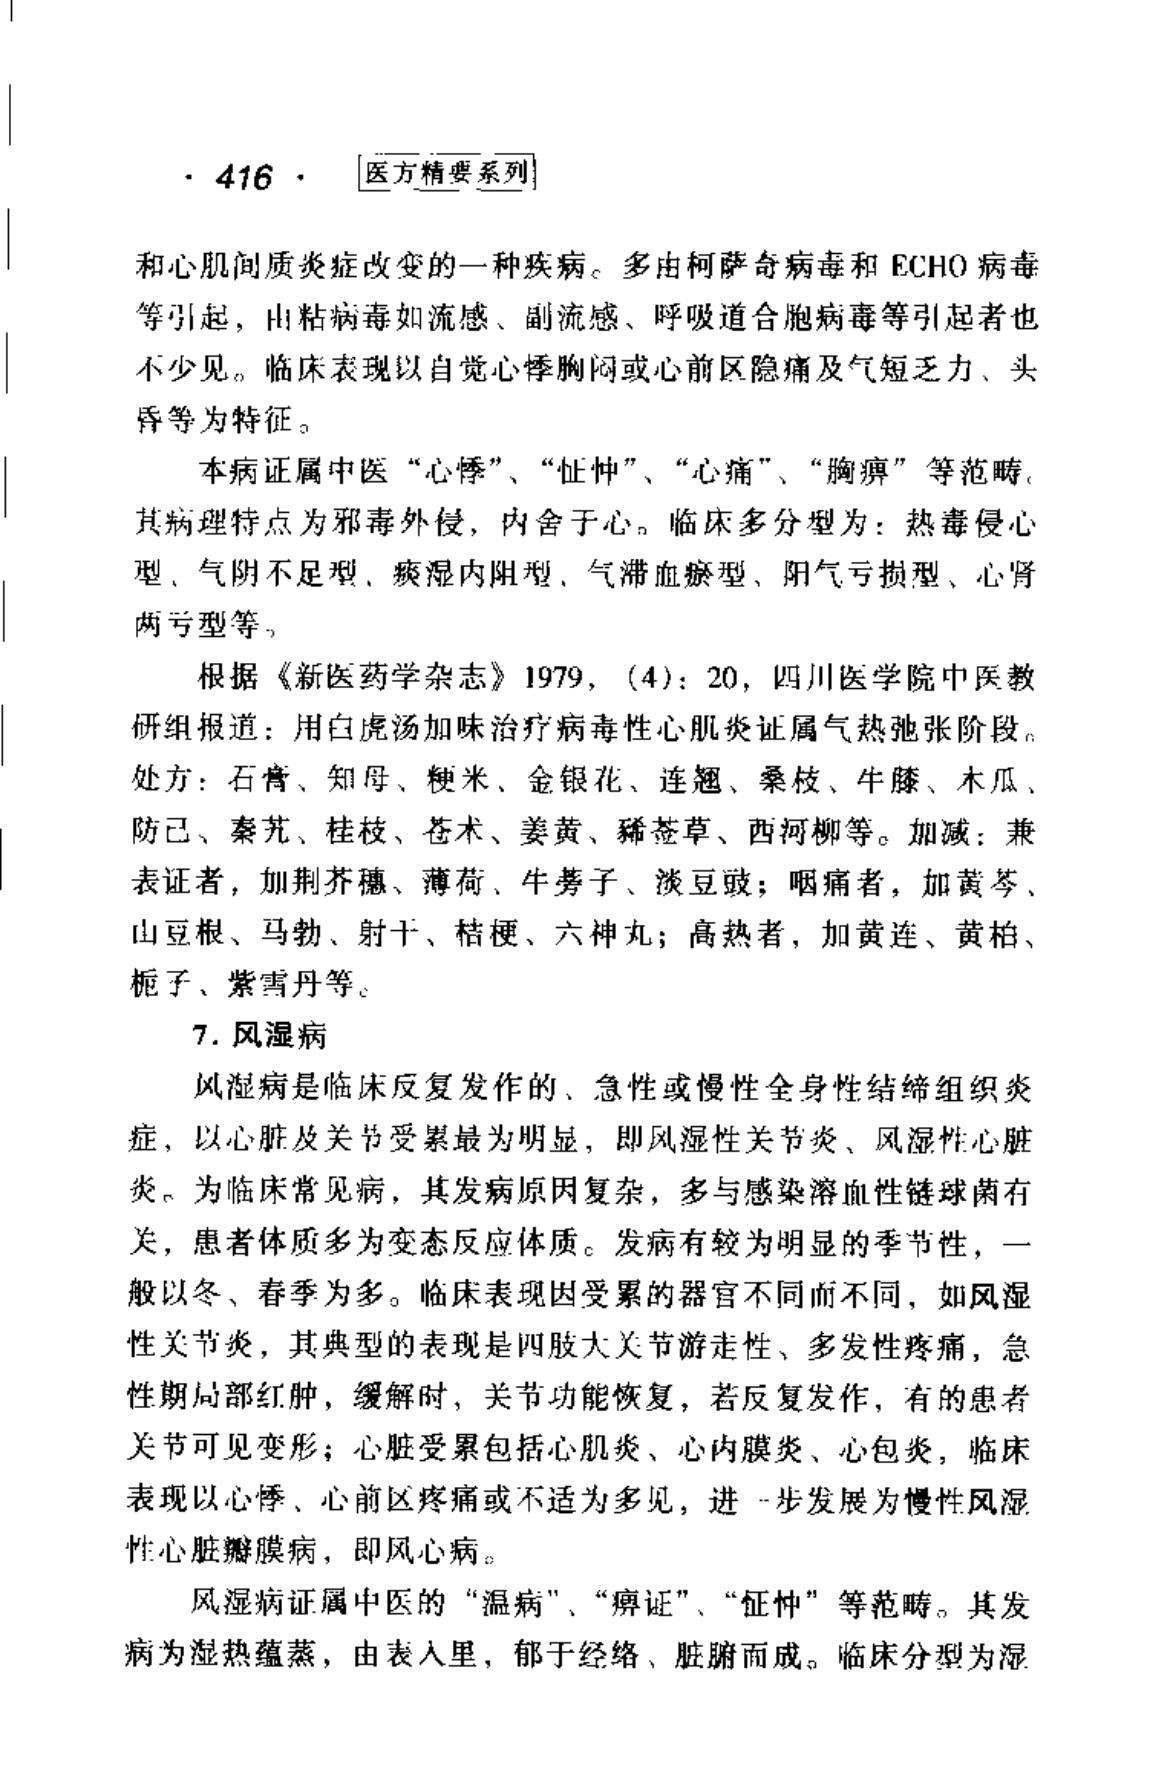 · 416 · 医方精要系列
和心肌间质炎症改变的一种疾病。多由柯萨奇病毒和 ECHO 病毒
等引起，由粘病毒如流感、副流感、呼吸道合胞病毒等引起者也
不少见。临床表现以自觉心悸胸闷或心前区隐痛及气短乏力、头
昏等为特征。
本病证属中医“心悸”、“怔忡”、“心痛”、“胸痹”等范畴。
其病理特点为邪毒外侵，内舍于心。临床多分型为：热毒侵心
型、气阴不足型、痰湿内阻型、气滞血瘀型、阳气亏损型、心肾
两亏型等。
根据《新医药学杂志》1979，（4）：20，四川医学院中医教
研组报道：用白虎汤加味治疗病毒性心肌炎证属气热弛张阶段。
处方：石膏、知母、粳米、金银花、连翘、桑枝、牛膝、木瓜、
防己、秦艽、桂枝、苍术、姜黄、豨莶草、西河柳等。加减：兼
表证者，加荆芥穗、薄荷、牛蒡子、淡豆豉；咽痛者，加黄芩、
山豆根、马勃、射干、桔梗、六神丸；高热者，加黄连、黄柏、
栀子、紫雪丹等。
7. 风湿病
风湿病是临床反复发作的、急性或慢性全身性结缔组织炎
症，以心脏及关节受累最为明显，即风湿性关节炎、风湿性心脏
炎。为临床常见病，其发病原因复杂，多与感染溶血性链球菌有
关，患者体质多为变态反应体质。发病有较为明显的季节性，一
般以冬、春季为多。临床表现因受累的器官不同而不同，如风湿
性关节炎，其典型的表现是四肢大关节游走性、多发性疼痛，急
性期局部红肿，缓解时，关节功能恢复，若反复发作，有的患者
关节可见变形；心脏受累包括心肌炎、心内膜炎、心包炎，临床
表现以心悸、心前区疼痛或不适为多见，进一步发展为慢性风湿
性心脏瓣膜病，即风心病。
风湿病证属中医的“温病”、“痹证”、“怔忡”等范畴。其发
病为湿热蕴蒸，由表入里，郁于经络、脏腑而成。临床分型为湿